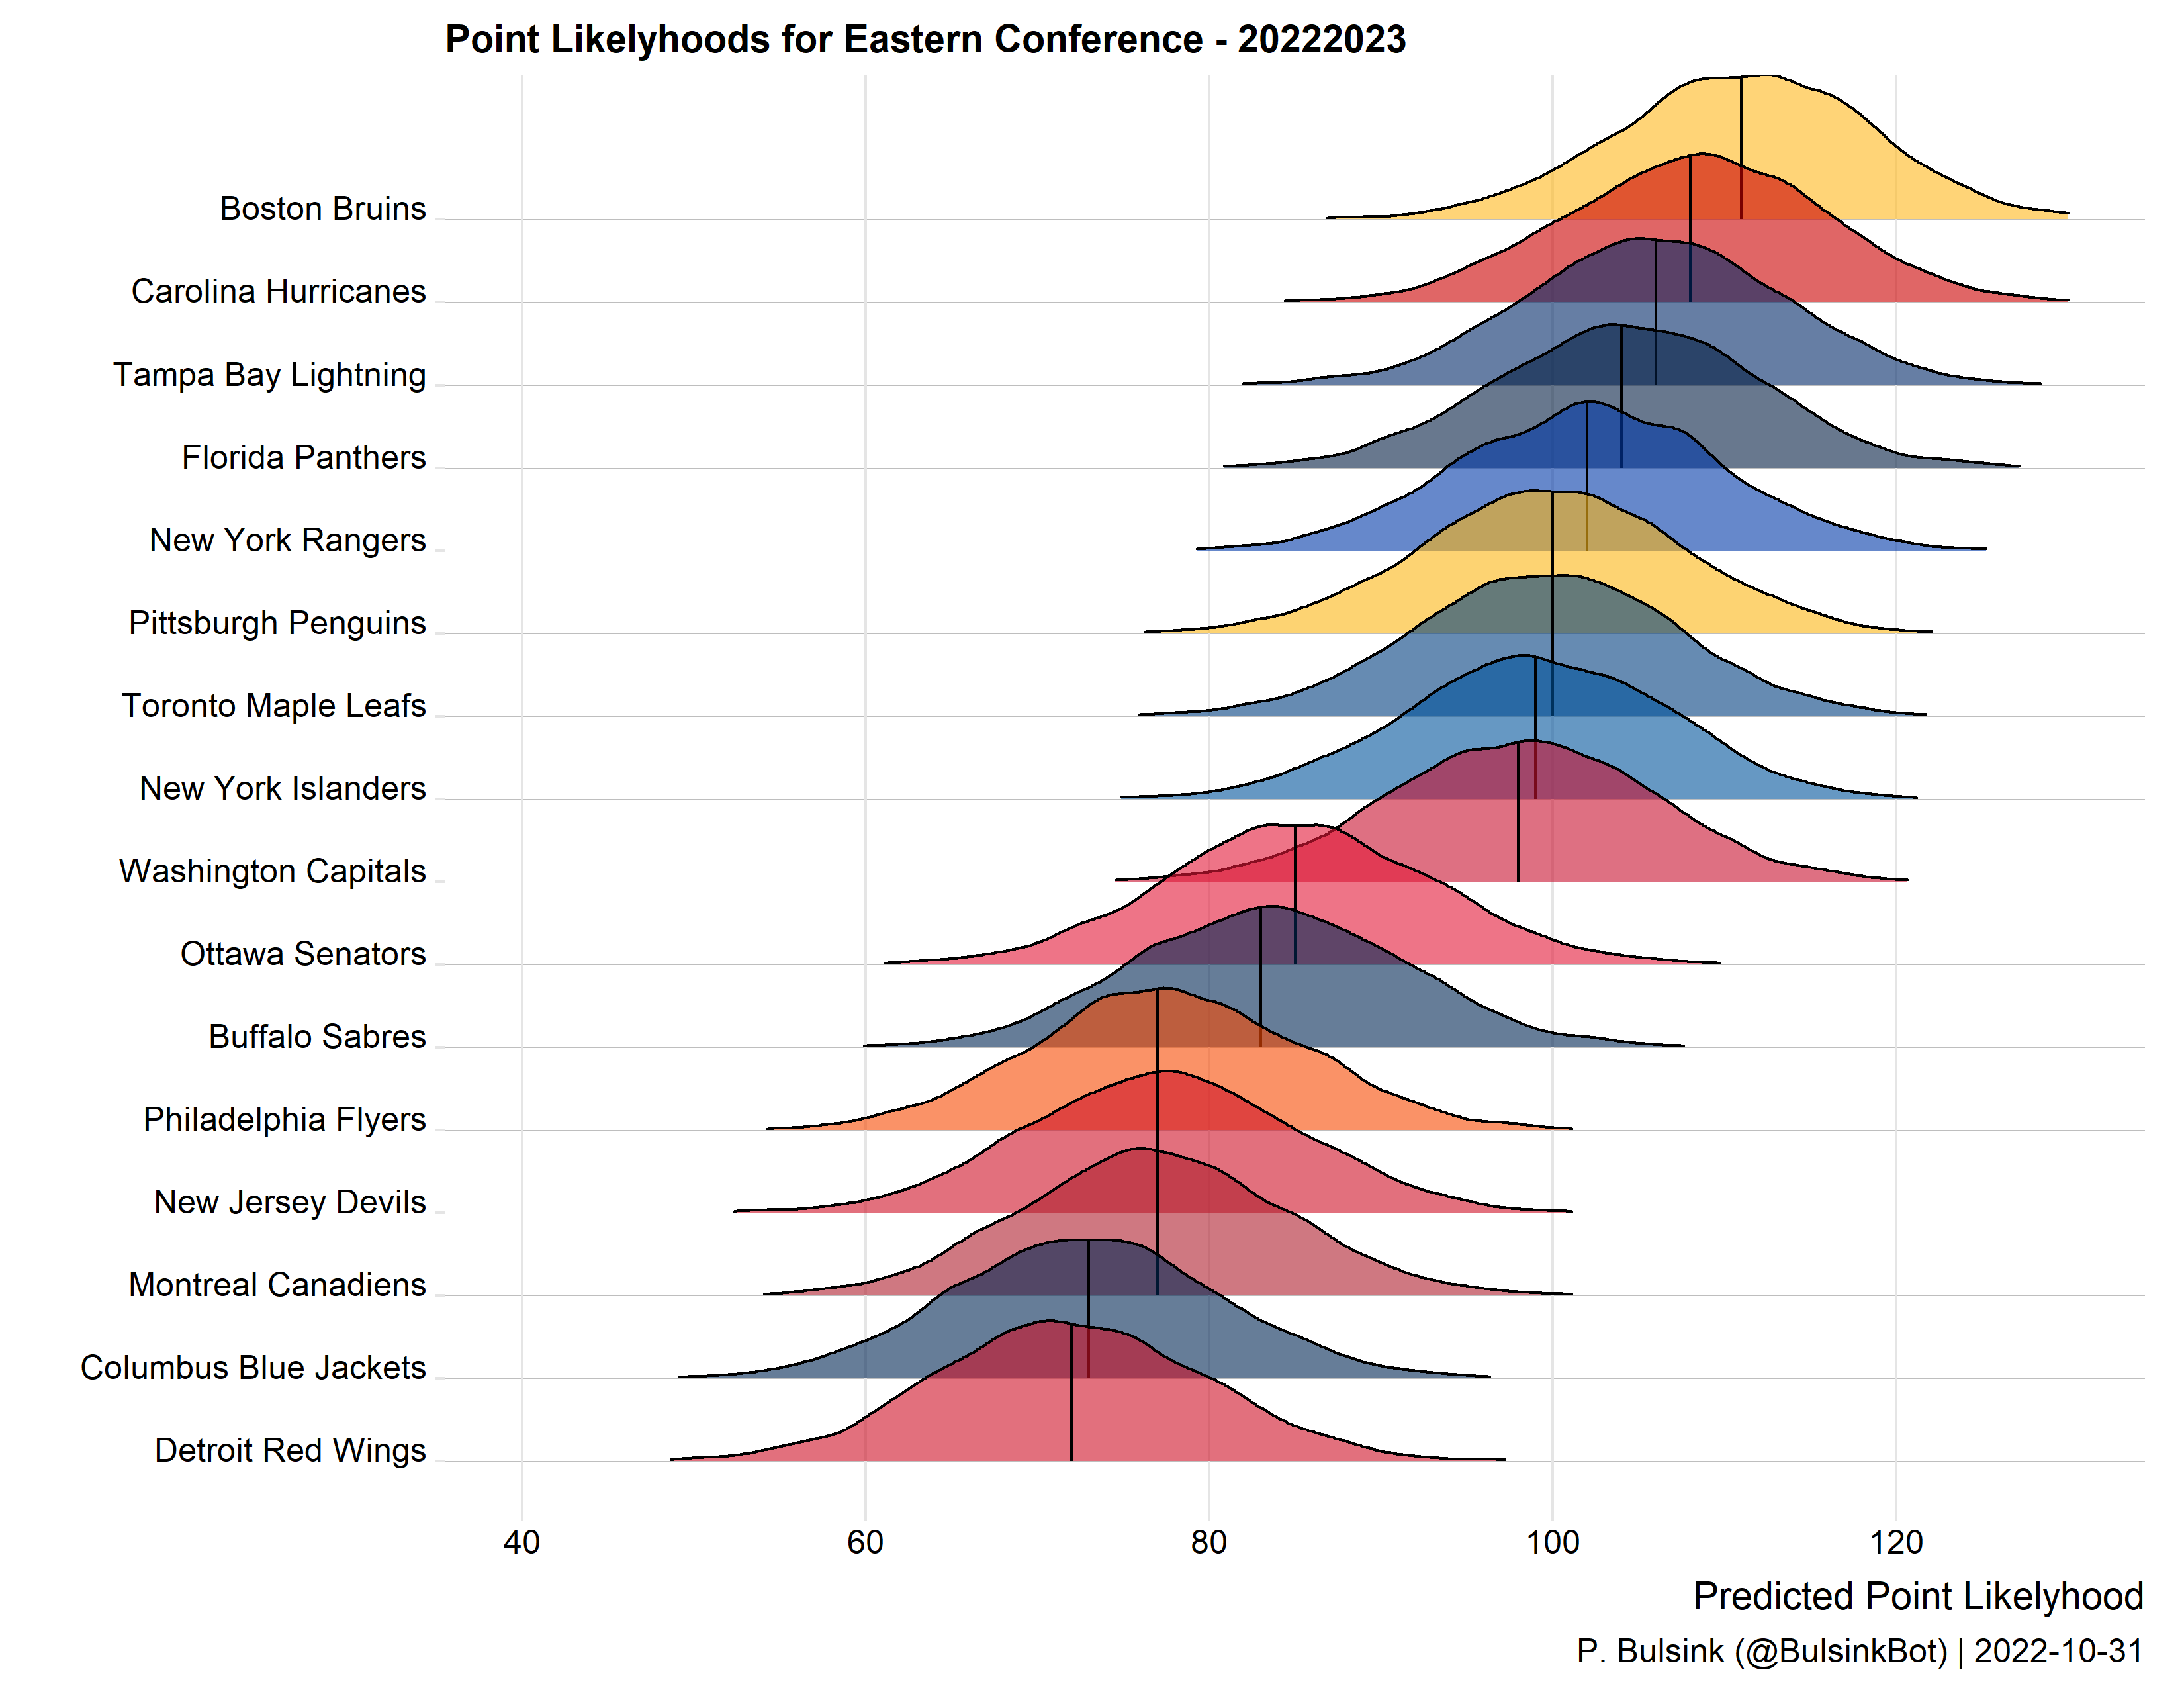 Point Likelyhoods for Eastern Conference - 20222023
Boston Bruins
Carolina Hurricanes
Tampa Bay Lightning
Florida Panthers
New York Rangers
Pittsburgh Penguins
Toronto Maple Leafs
New York Islanders
Washington Capitals
Ottawa Senators
Buffalo Sabres
Philadelphia Flyers
New Jersey Devils
Montreal Canadiens
Columbus Blue Jackets
Detroit Red Wings
40 60 80 100 120
Predicted Point Likelyhood
P. Bulsink (@BulsinkBot) | 2022-10-31